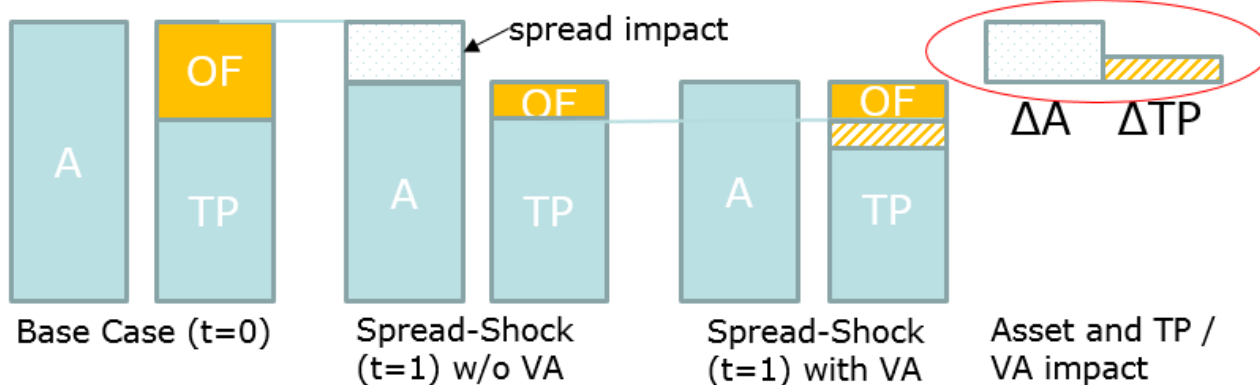 spread impact
A
OF
TP
A
OF
TP
A
OF
TP
ΔA ΔTP
Base Case (t=0)
Spread-Shock
(t=1) w/o VA
Spread-Shock
(t=1) with VA
Asset and TP /
VA impact